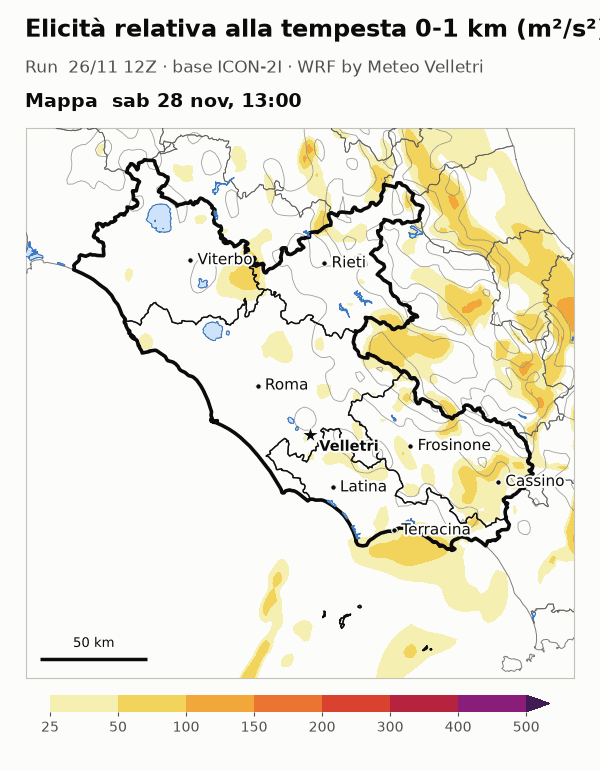 Elicità relativa alla tempesta 0-1 km (m²/s²)
Run  26/11 12Z · base ICON-2I · WRF by Meteo Velletri
Mappa  sab 28 nov, 13:00
Viterbo
Rieti
Roma
Velletri
Frosinone
Cassino
Latina
Terracina
50 km
25 50 100 150 200 300 400 500